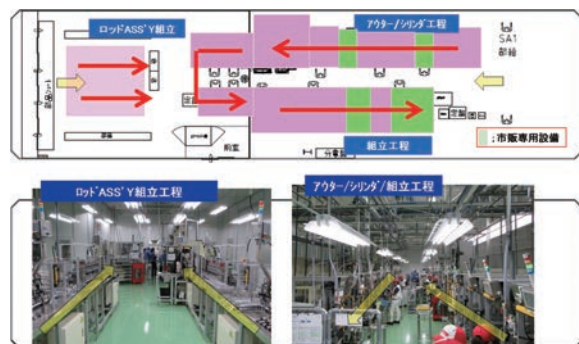 ロッドASS'Y組立
アウター/シリンダ工程
SA1
部組
組立工程
:市販専用設備
前室
ロッドASS'Y組立工程
アウター/シリンダ/組立工程